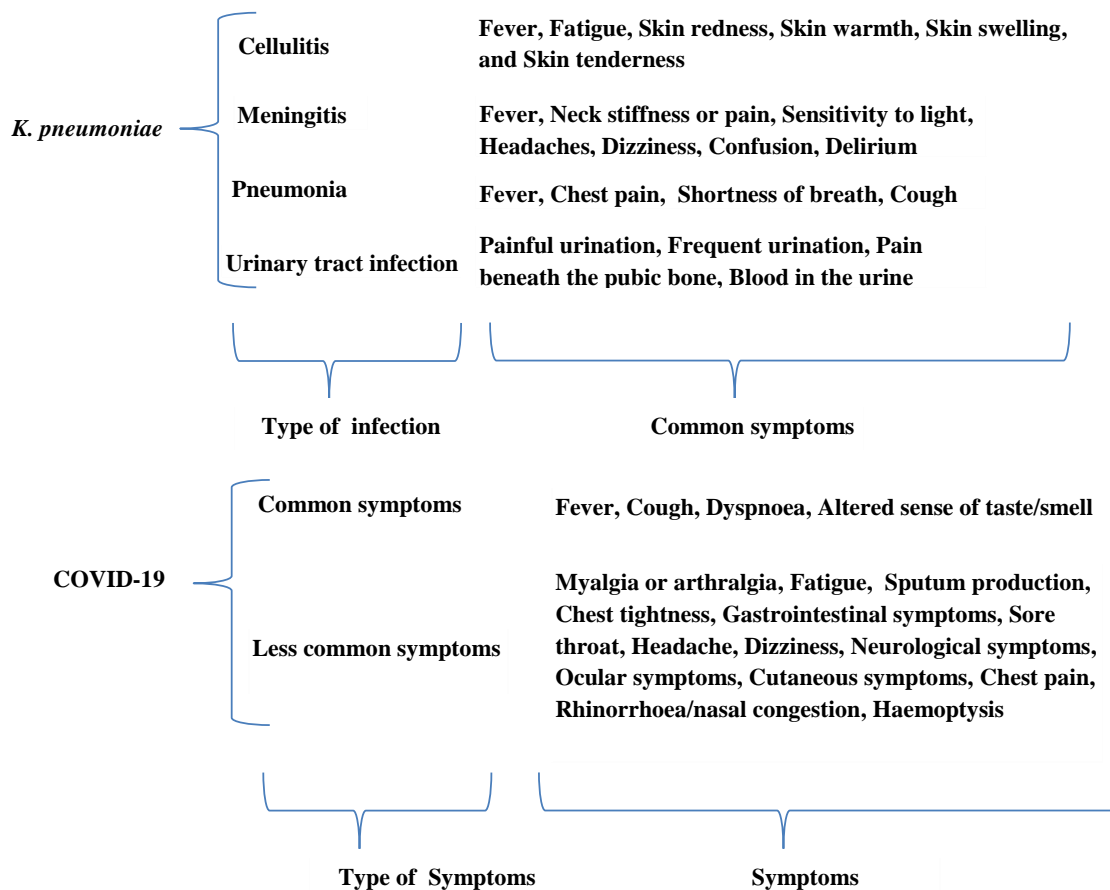 Cellulitis
Fever, Fatigue, Skin redness, Skin warmth, Skin swelling,
and Skin tenderness
K. pneumoniae
Meningitis
Fever, Neck stiffness or pain, Sensitivity to light,
Headaches, Dizziness, Confusion, Delirium
Pneumonia
Fever, Chest pain,  Shortness of breath, Cough
Urinary tract infection
Painful urination, Frequent urination, Pain
beneath the pubic bone, Blood in the urine
Type of  infection
Common symptoms
Common symptoms
Fever, Cough, Dyspnoea, Altered sense of taste/smell
COVID-19
Less common symptoms
Myalgia or arthralgia, Fatigue,  Sputum production,
Chest tightness, Gastrointestinal symptoms, Sore
throat, Headache, Dizziness, Neurological symptoms,
Ocular symptoms, Cutaneous symptoms, Chest pain,
Rhinorrhoea/nasal congestion, Haemoptysis
Type of  Symptoms
Symptoms